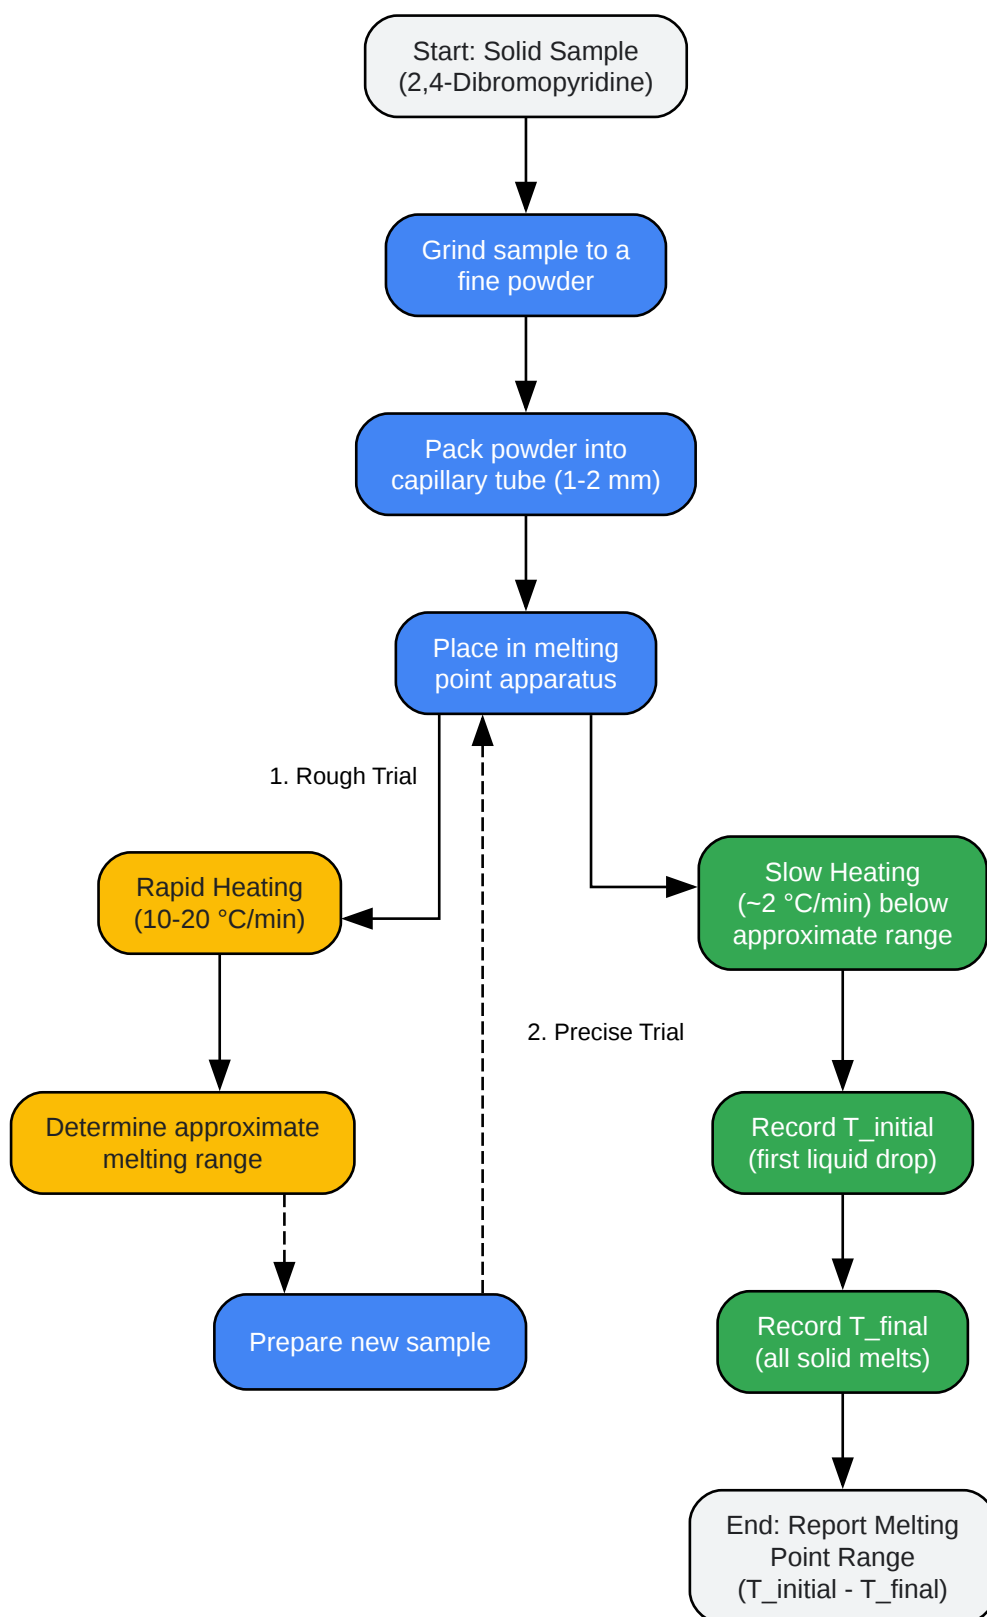 Start: Solid Sample
(2,4-Dibromopyridine)
Grind sample to a
fine powder
Pack powder into
capillary tube (1-2 mm)
Place in melting
point apparatus
1. Rough Trial
Rapid Heating
(10-20 °C/min)
Slow Heating
(~2 °C/min) below
approximate range
2. Precise Trial
Determine approximate
melting range
Record T_initial
(first liquid drop)
Prepare new sample
Record T_final
(all solid melts)
End: Report Melting
Point Range
(T_initial - T_final)